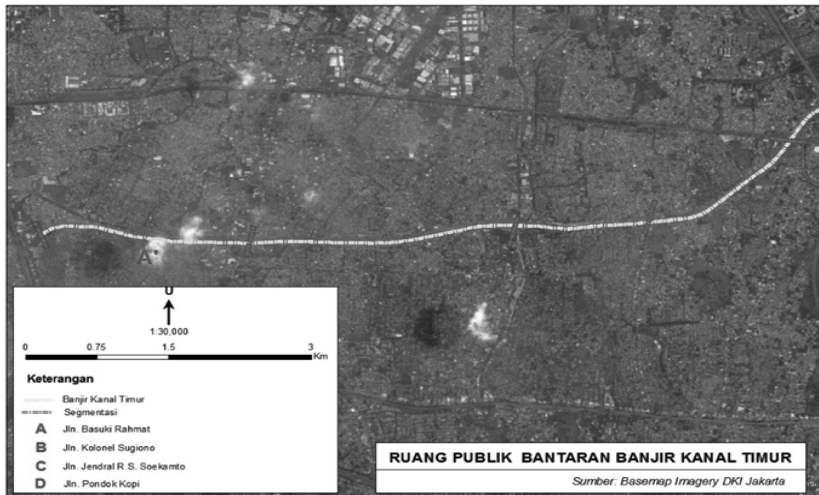 A
U
1:30,000
0 0.75 1.5 3
Km
Keterangan
Banjir Kanal Timur
Segmentasi
A Jln. Basuki Rahmat
B Jln. Kolonel Sugiono
C Jln. Jendral R.S. Soekamto
D Jln. Pondok Kopi
RUANG PUBLIK BANTARAN BANJIR KANAL TIMUR
Sumber: Basemap Imagery DKI Jakarta